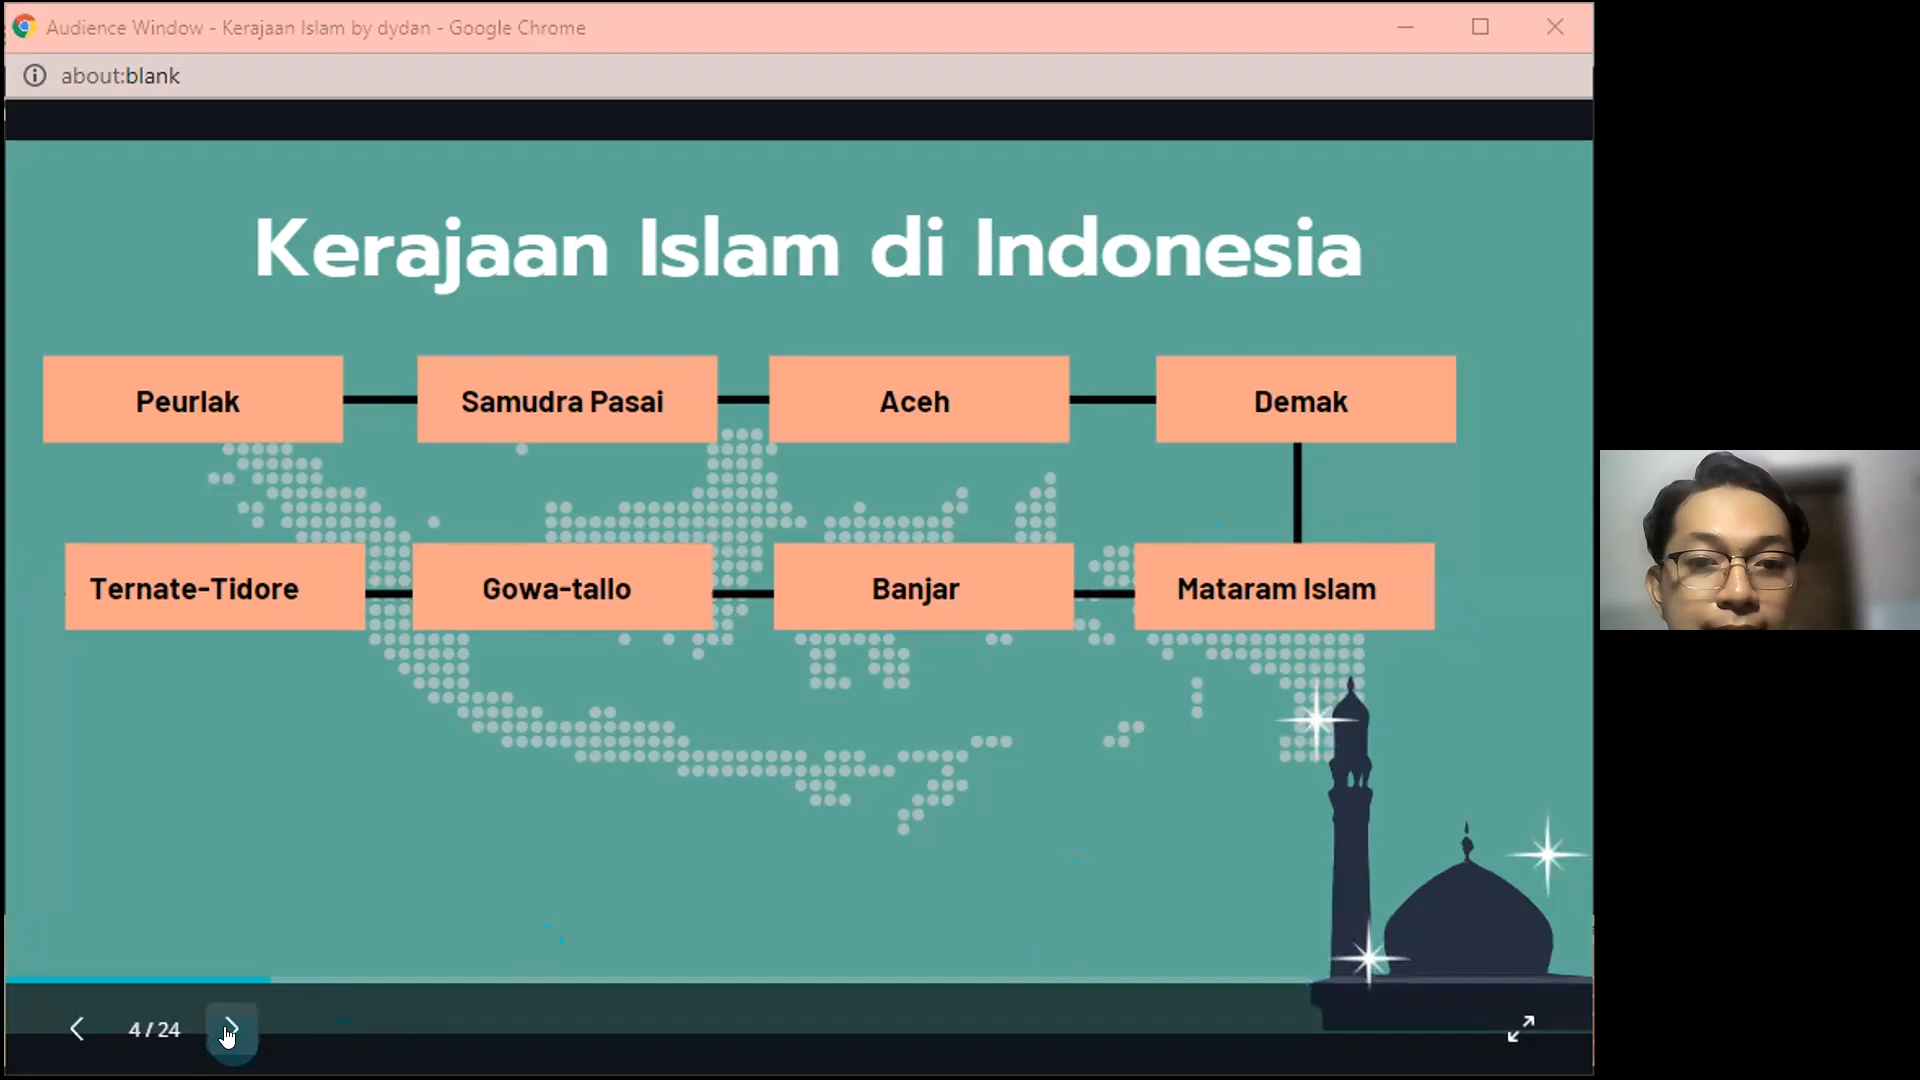 Audience Window - Kerajaan Islam by dydan - Google Chrome
about:blank
Kerajaan Islam di Indonesia
Peurlak
Samudra Pasai
Aceh
Demak
Ternate-Tidore
Gowa-tallo
Banjar
Mataram Islam
4 / 24